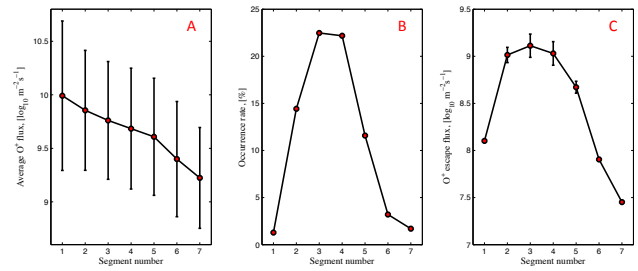 A
B
C
Average O+ flux, [log10 m-2s-1]
10.5
10
9.5
9
1 2 3 4 5 6 7
Segment number
Occurrence rate, [%]
25
20
15
10
5
0
1 2 3 4 5 6 7
Segment number
O+ escape flux, [log10 m-2s-1]
9.5
9
8.5
8
7.5
7
1 2 3 4 5 6 7
Segment number